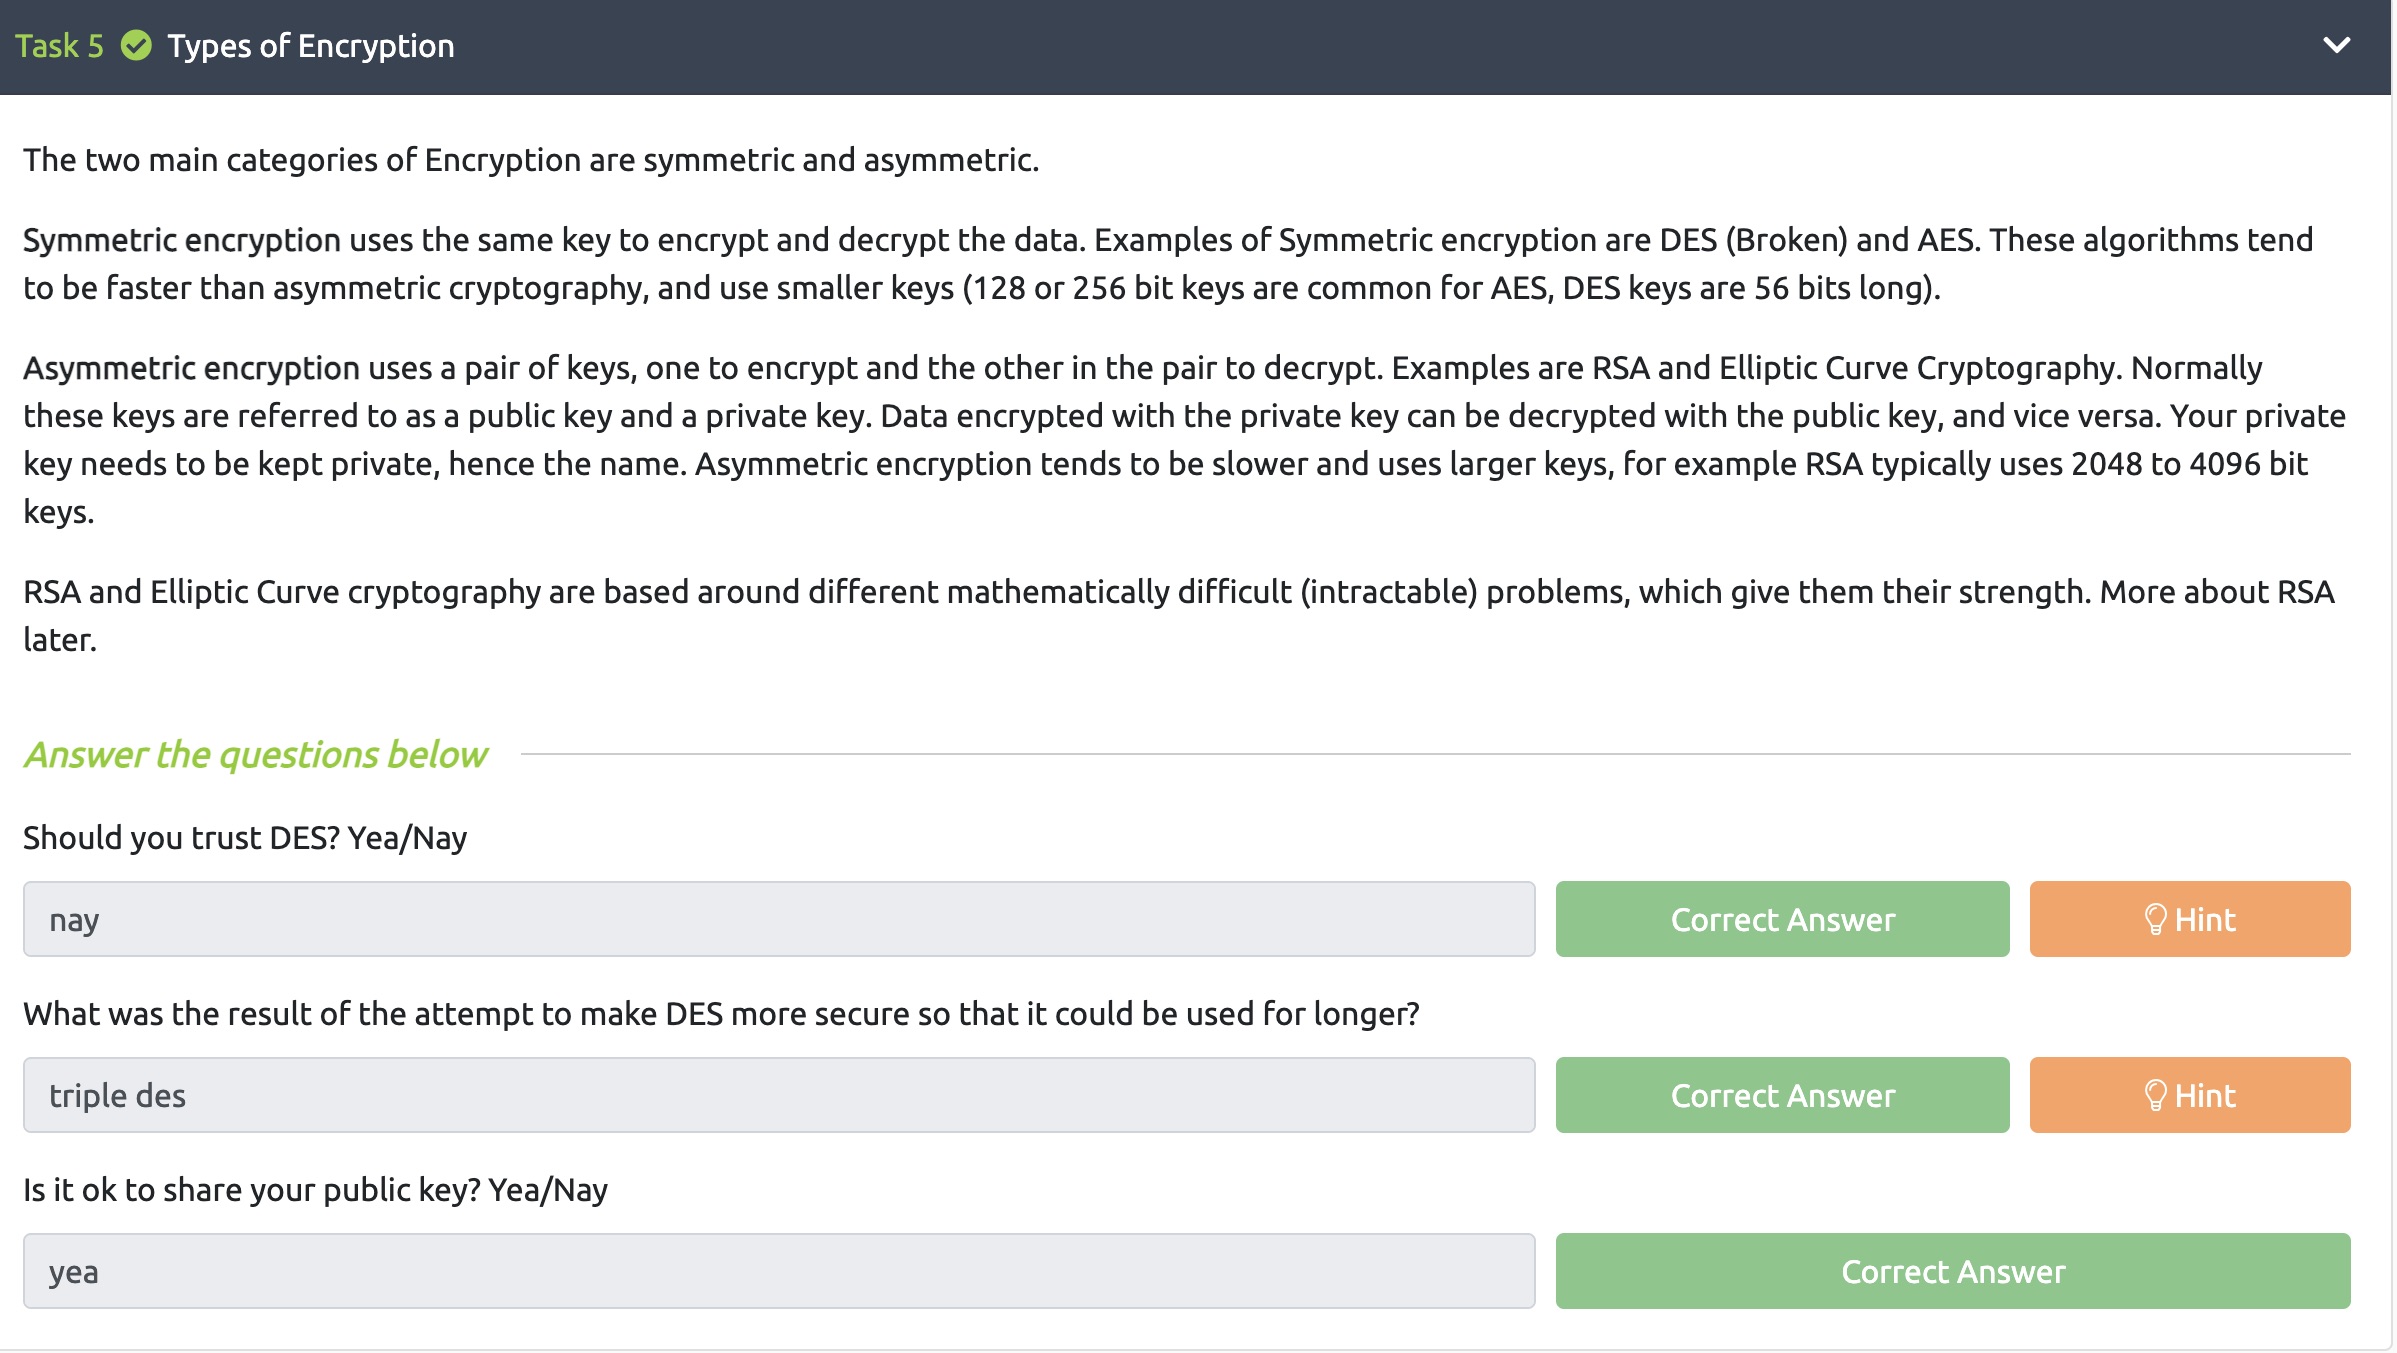 Task 5 Types of Encryption
The two main categories of Encryption are symmetric and asymmetric.
Symmetric encryption uses the same key to encrypt and decrypt the data. Examples of Symmetric encryption are DES (Broken) and AES. These algorithms tend
to be faster than asymmetric cryptography, and use smaller keys (128 or 256 bit keys are common for AES, DES keys are 56 bits long).
Asymmetric encryption uses a pair of keys, one to encrypt and the other in the pair to decrypt. Examples are RSA and Elliptic Curve Cryptography. Normally
these keys are referred to as a public key and a private key. Data encrypted with the private key can be decrypted with the public key, and vice versa. Your private
key needs to be kept private, hence the name. Asymmetric encryption tends to be slower and uses larger keys, for example RSA typically uses 2048 to 4096 bit
keys.
RSA and Elliptic Curve cryptography are based around different mathematically difficult (intractable) problems, which give them their strength. More about RSA
later.
Answer the questions below
Should you trust DES? Yea/Nay
nay Correct Answer Hint
What was the result of the attempt to make DES more secure so that it could be used for longer?
triple des Correct Answer Hint
Is it ok to share your public key? Yea/Nay
yea Correct Answer